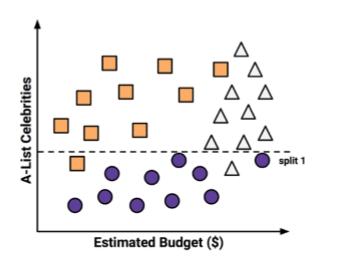 A-List Celebrities
split 1
Estimated Budget ($)